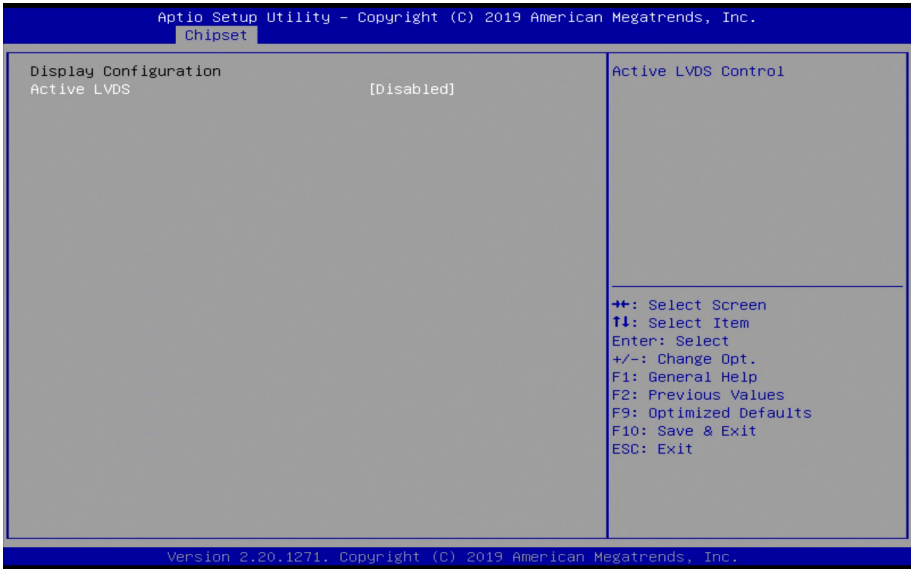 Aptio Setup Utility – Copyright (C) 2019 American Megatrends, Inc.
Chipset
Display Configuration
Active LVDS [Disabled]
Active LVDS Control
→←: Select Screen
↑↓: Select Item
Enter: Select
+/-: Change Opt.
F1: General Help
F2: Previous Values
F9: Optimized Defaults
F10: Save & Exit
ESC: Exit
Version 2.20.1271. Copyright (C) 2019 American Megatrends, Inc.